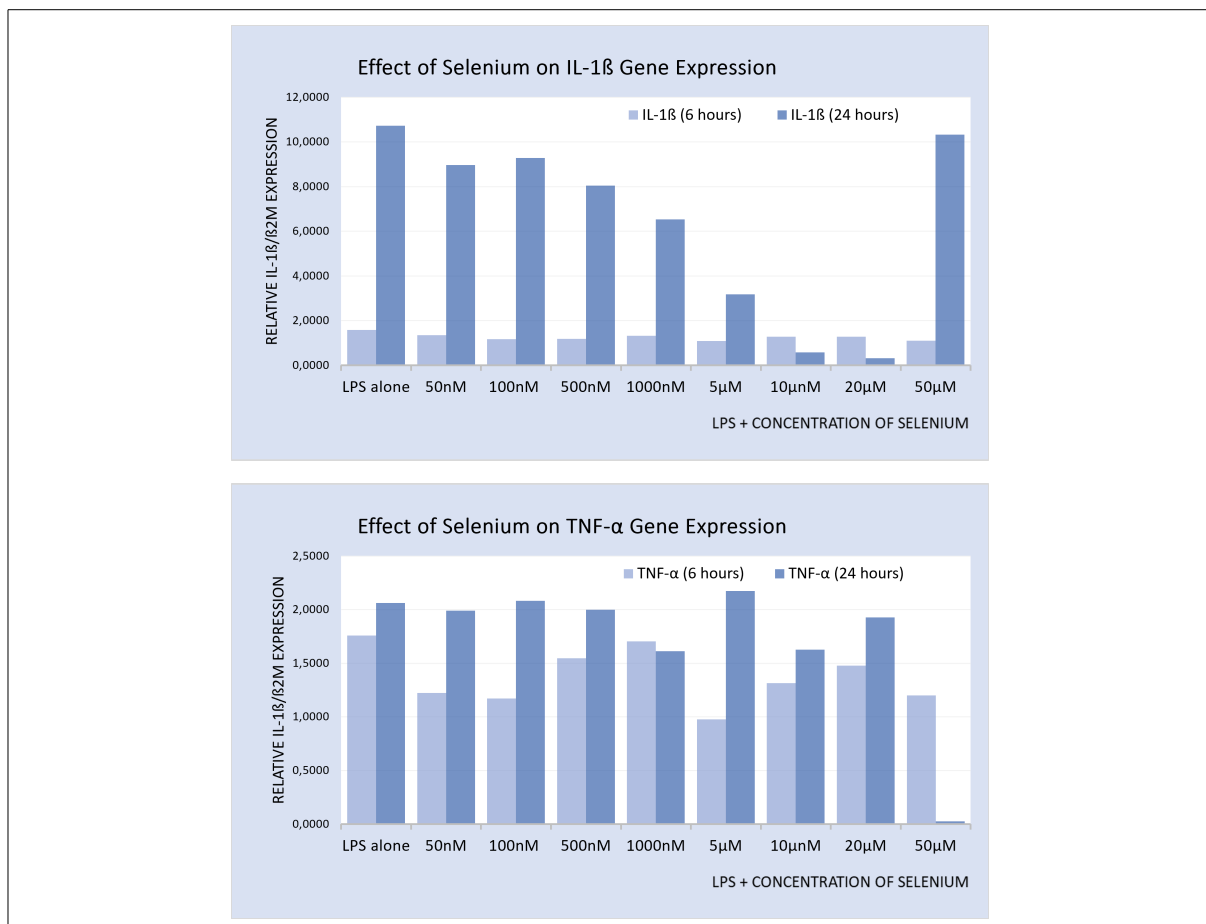 Effect of Selenium on IL-1ß Gene Expression
12,0000
IL-1ß (6 hours) IL-1ß (24 hours)
10,0000
8,0000
6,0000
4,0000
2,0000
0,0000
RELATIVE IL-1ß/ß2M EXPRESSION
LPS alone 50nM 100nM 500nM 1000nM 5µM 10µnM 20µM 50µM
LPS + CONCENTRATION OF SELENIUM
Effect of Selenium on TNF-α Gene Expression
2,5000
TNF-α (6 hours) TNF-α (24 hours)
2,0000
1,5000
1,0000
0,5000
0,0000
RELATIVE IL-1ß/ß2M EXPRESSION
LPS alone 50nM 100nM 500nM 1000nM 5µM 10µnM 20µM 50µM
LPS + CONCENTRATION OF SELENIUM